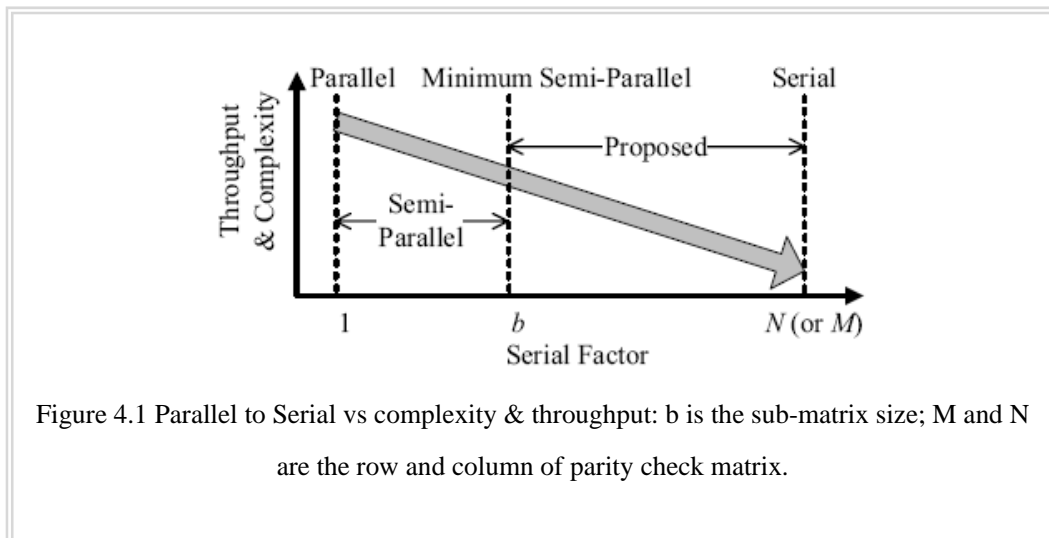 Parallel Minimum Semi-Parallel Serial
Throughput
& Complexity
Proposed
Semi-
Parallel
1 b N (or M)
Serial Factor
Figure 4.1 Parallel to Serial vs complexity & throughput: b is the sub-matrix size; M and N
are the row and column of parity check matrix.